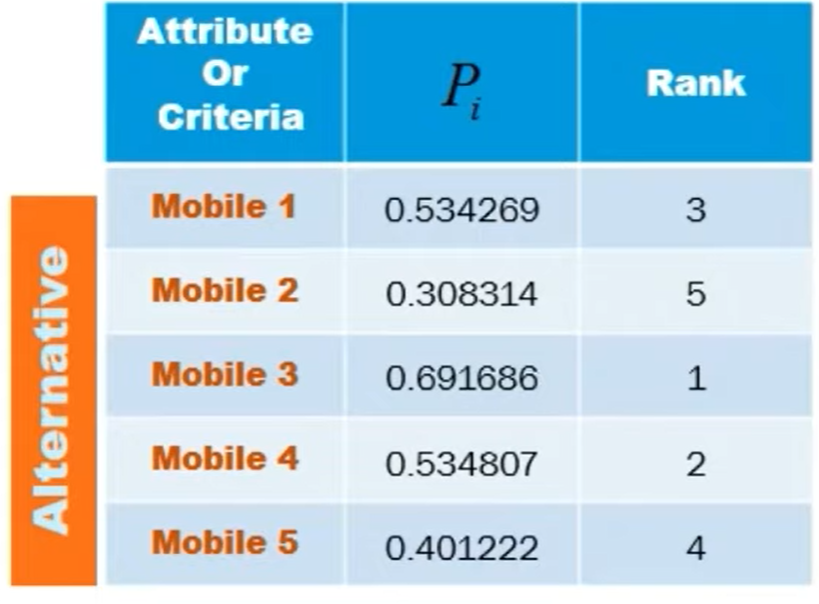 Attribute
Or
Criteria
P_i
Rank
Alternative
Mobile 1 0.534269 3
Mobile 2 0.308314 5
Mobile 3 0.691686 1
Mobile 4 0.534807 2
Mobile 5 0.401222 4